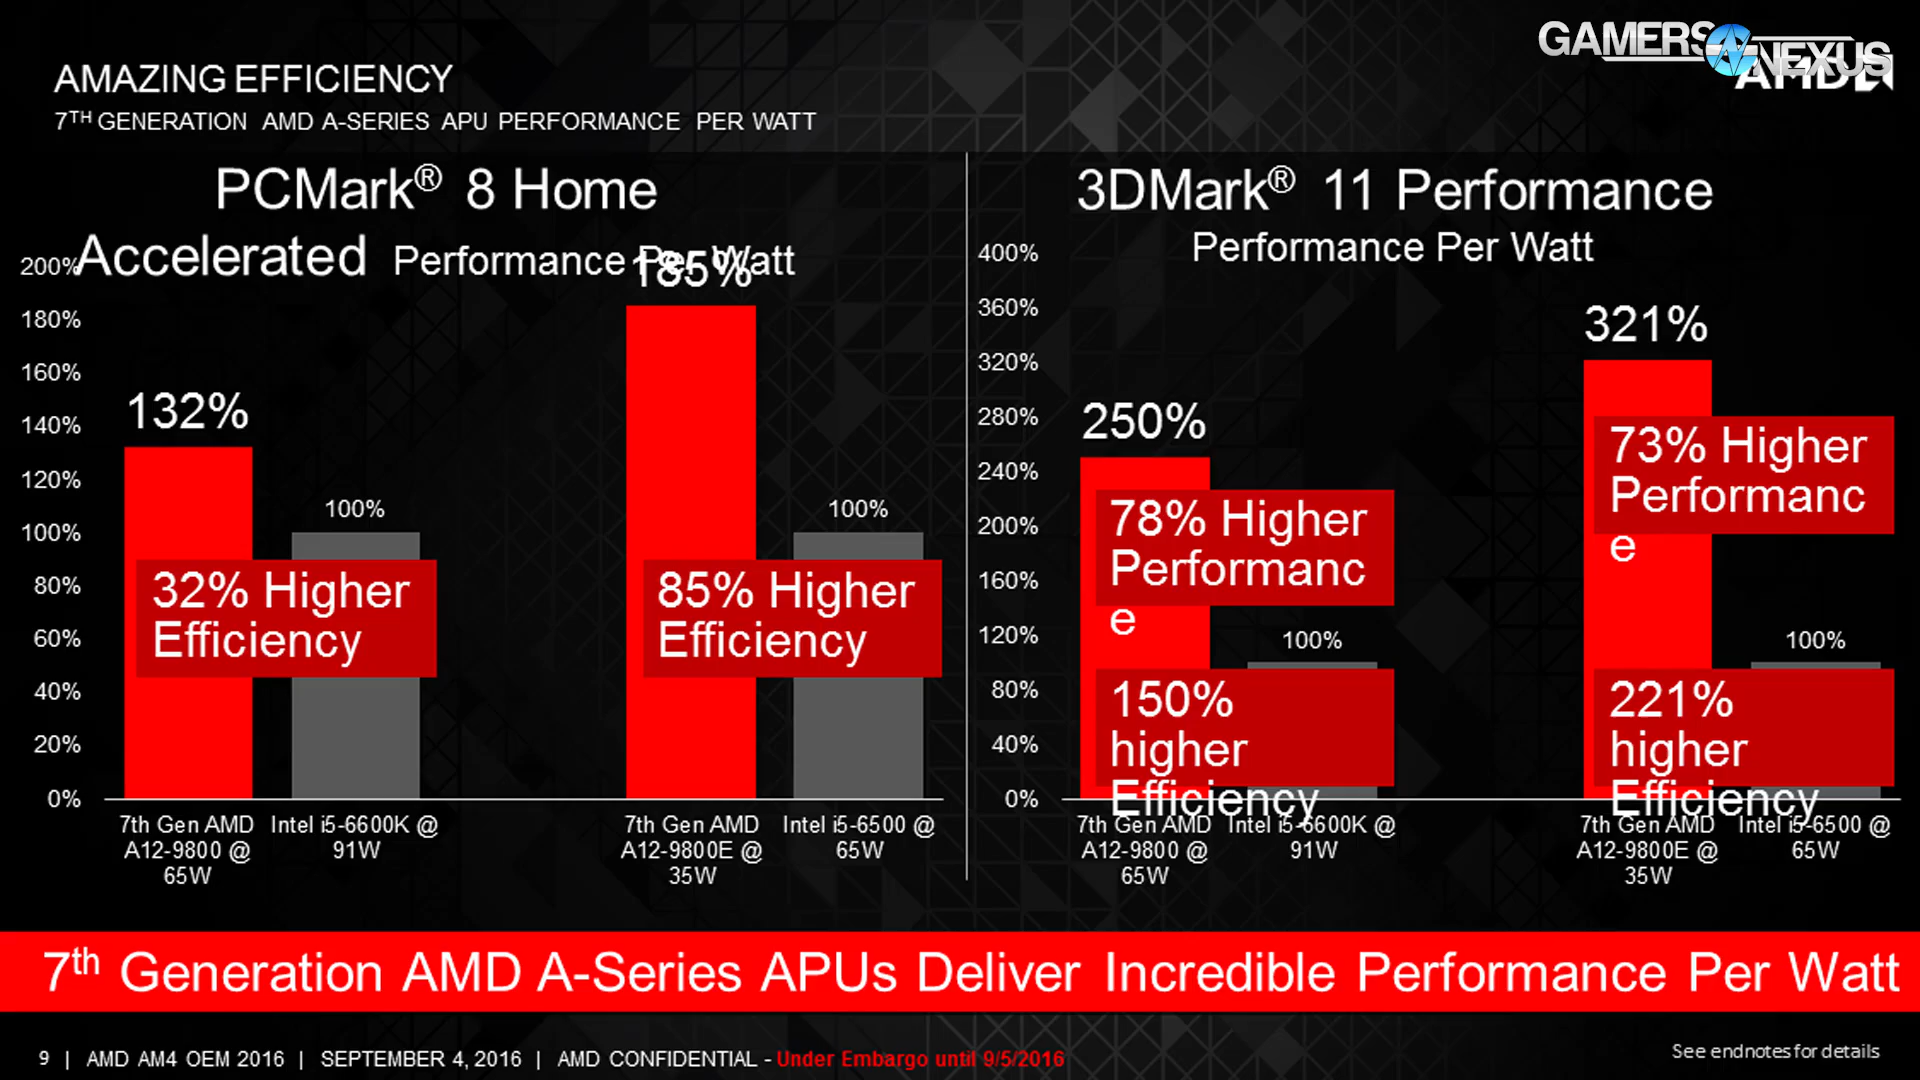 GAMERS NEXUS
AMD
AMAZING EFFICIENCY
7TH GENERATION AMD A-SERIES APU PERFORMANCE PER WATT
PCMark® 8 Home
Accelerated Performance Per Watt
200%
180%
160%
140%
120%
100%
80%
60%
40%
20%
0%
132%
100%
185%
100%
32% Higher
Efficiency
85% Higher
Efficiency
7th Gen AMD
A12-9800 @
65W
Intel i5-6600K @
91W
7th Gen AMD
A12-9800E @
35W
Intel i5-6500 @
65W
3DMark® 11 Performance
Performance Per Watt
400%
360%
320%
280%
240%
200%
160%
120%
80%
40%
0%
250%
100%
321%
100%
78% Higher
Performanc
e
150%
higher
Efficiency
73% Higher
Performanc
e
221%
higher
Efficiency
7th Gen AMD
A12-9800 @
65W
Intel i5-6600K @
91W
7th Gen AMD
A12-9800E @
35W
Intel i5-6500 @
65W
7th Generation AMD A-Series APUs Deliver Incredible Performance Per Watt
9 | AMD AM4 OEM 2016 | SEPTEMBER 4, 2016 | AMD CONFIDENTIAL - Under Embargo until 9/5/2016
See endnotes for details